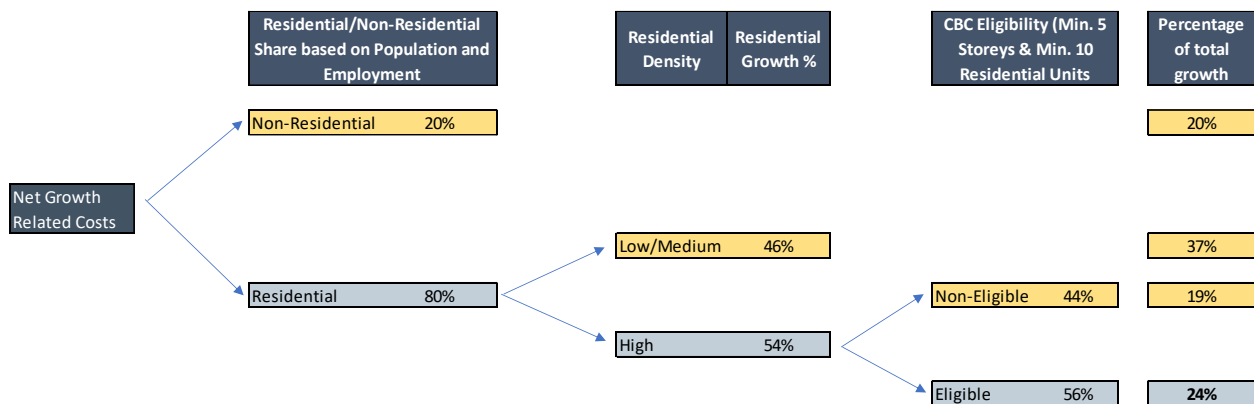 Residential/Non-Residential
Share based on Population and
Employment
Residential
Density
Residential
Growth %
CBC Eligibility (Min. 5
Storeys & Min. 10
Residential Units
Percentage
of total
growth
Non-Residential 20%
20%
Net Growth
Related Costs
Low/Medium 46%
37%
Residential 80%
Non-Eligible 44%
19%
High 54%
Eligible 56%
24%